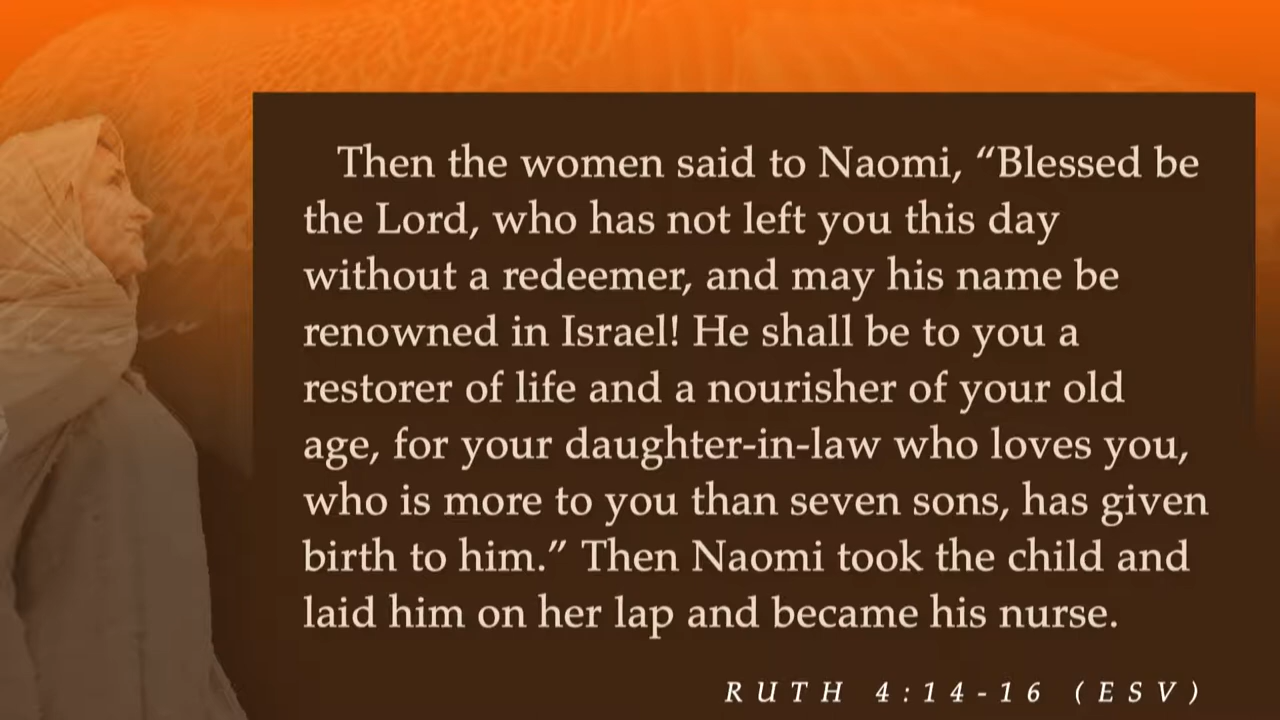 Then the women said to Naomi, “Blessed be
the Lord, who has not left you this day
without a redeemer, and may his name be
renowned in Israel! He shall be to you a
restorer of life and a nourisher of your old
age, for your daughter-in-law who loves you,
who is more to you than seven sons, has given
birth to him.” Then Naomi took the child and
laid him on her lap and became his nurse.
RUTH 4:14-16 (ESV)